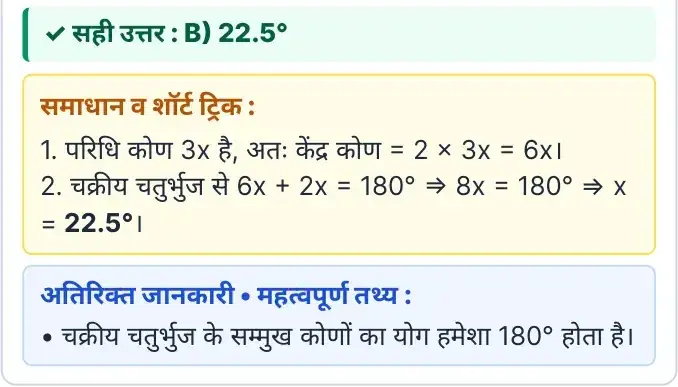 ✓ सही उत्तर : B) 22.5°
समाधान व शॉर्ट ट्रिक :
1. परिधि कोण 3x है, अतः केंद्र कोण = 2 × 3x = 6x।
2. चक्रीय चतुर्भुज से 6x + 2x = 180° ⇒ 8x = 180° ⇒ x
= 22.5°।
अतिरिक्त जानकारी • महत्वपूर्ण तथ्य :
• चक्रीय चतुर्भुज के सम्मुख कोणों का योग हमेशा 180° होता है।